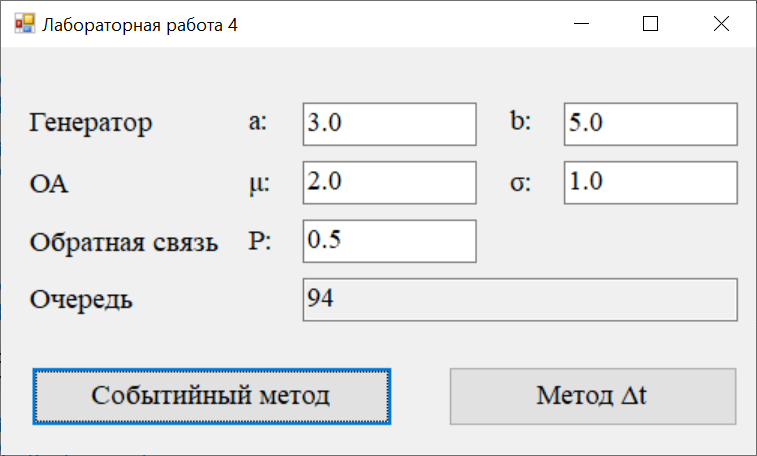 Лабораторная работа 4
Генератор a: 3.0 b: 5.0
ОА μ: 2.0 σ: 1.0
Обратная связь P: 0.5
Очередь 94
Событийный метод Метод Δt